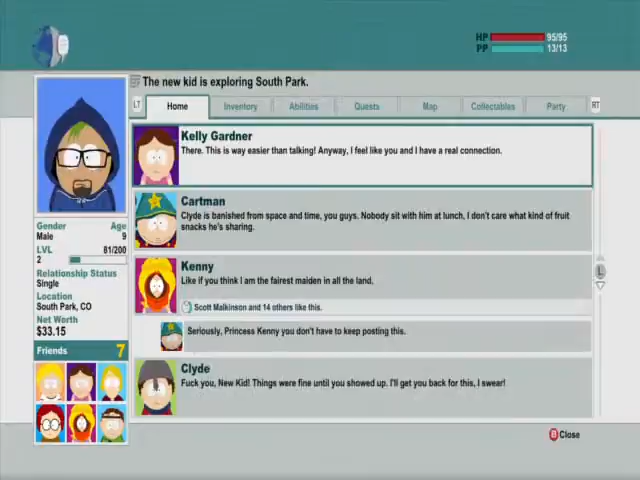 HP 95/95
PP 13/13
The new kid is exploring South Park.
LT Home Inventory Abilities Quests Map Collectables Party RT
Kelly Gardner
There. This is way easier than talking! Anyway, I feel like you and I have a real connection.
Cartman
Clyde is banished from space and time, you guys. Nobody sit with him at lunch, I don't care what kind of fruit
snacks he's sharing.
Kenny
Like if you think I am the fairest maiden in all the land.
Scott Malkinson and 14 others like this.
Seriously, Princess Kenny you don't have to keep posting this.
Clyde
Fuck you, New Kid! Things were fine until you showed up. I'll get you back for this, I swear!
Gender Age
Male 9
LVL 81/200
2
Relationship Status
Single
Location
South Park, CO
Net Worth
$33.15
Friends 7
L
B Close